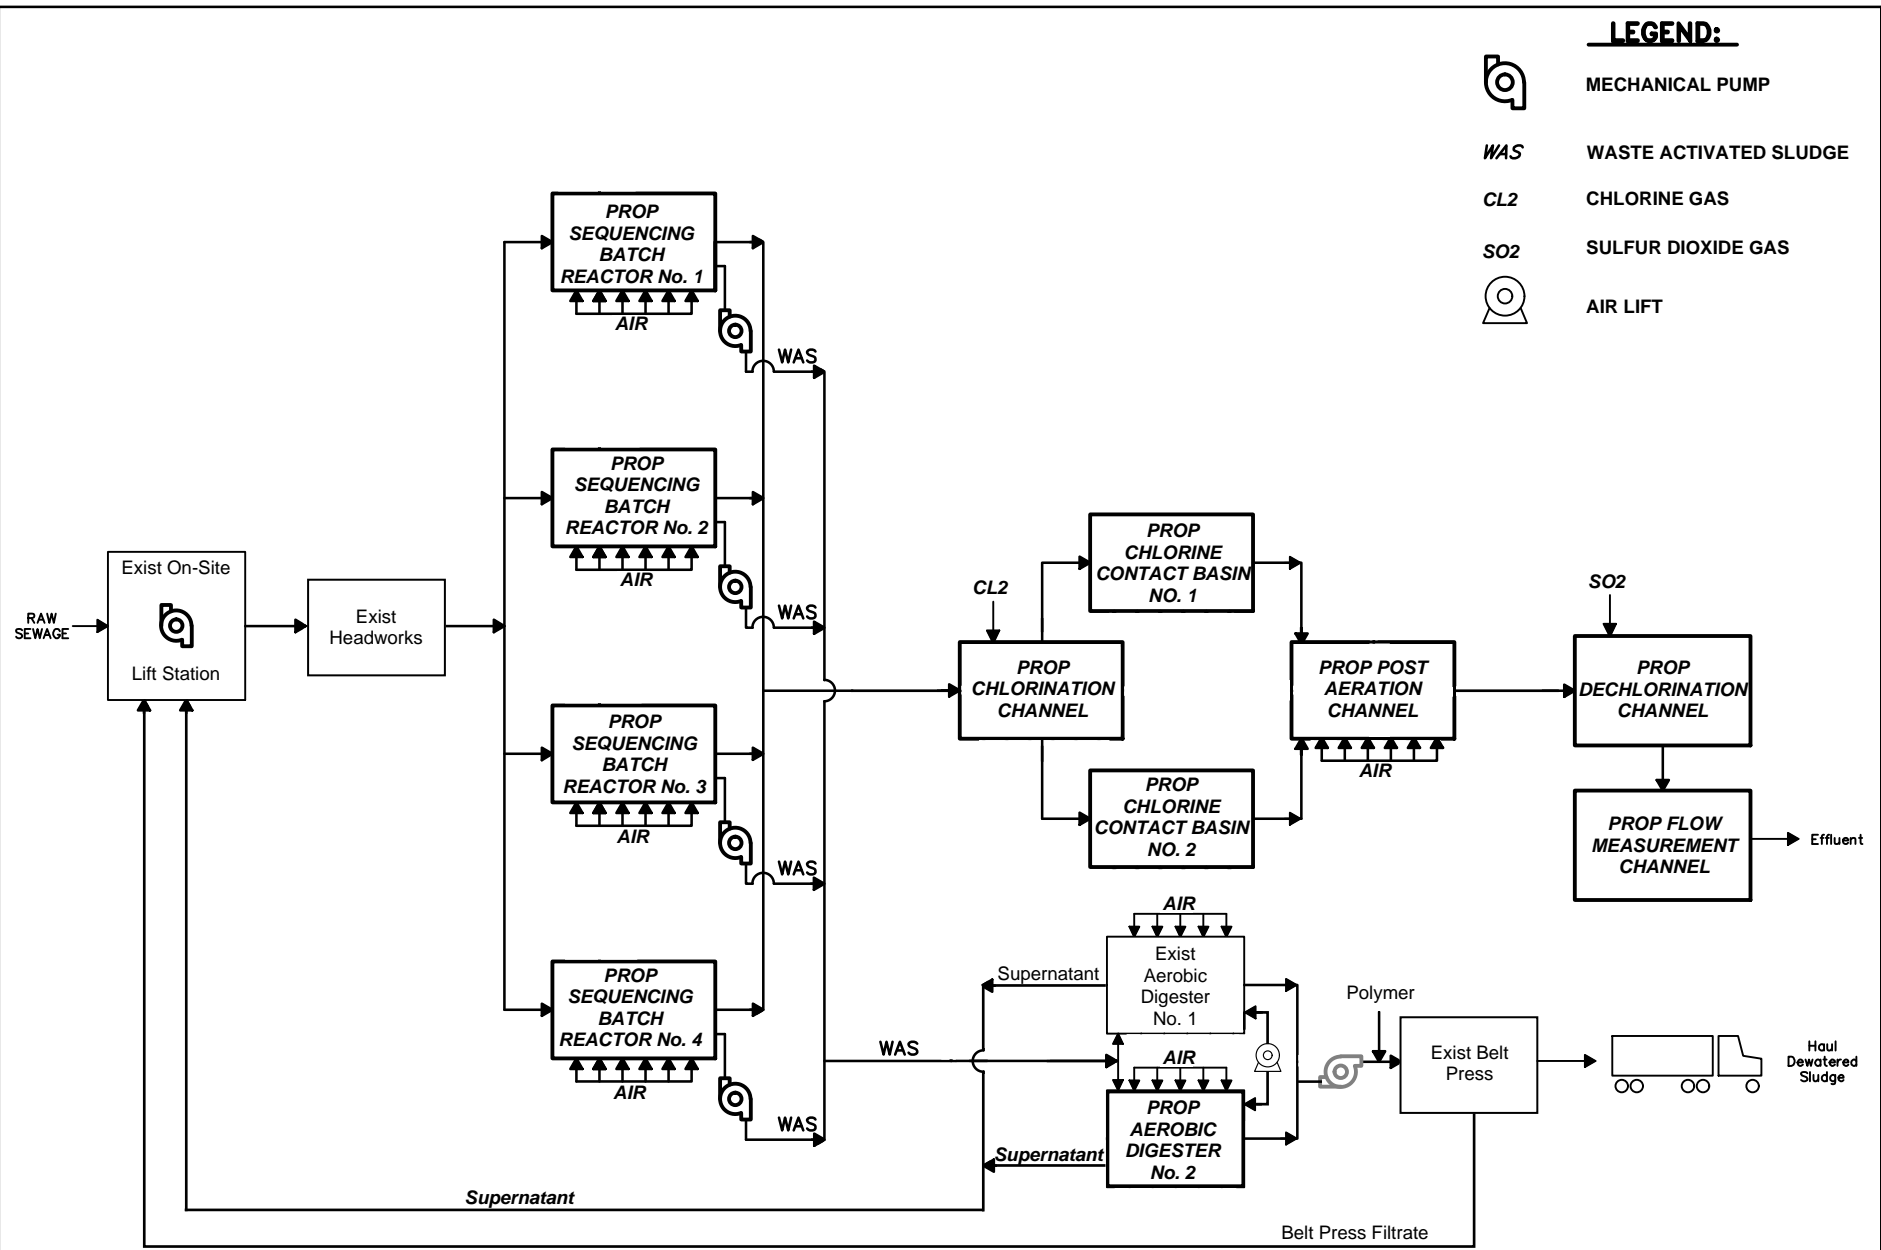 LEGEND:
MECHANICAL PUMP
WAS WASTE ACTIVATED SLUDGE
CL2 CHLORINE GAS
SO2 SULFUR DIOXIDE GAS
AIR LIFT
RAW
SEWAGE
Exist On-Site
Lift Station
Exist
Headworks
PROP
SEQUENCING
BATCH
REACTOR No. 1
AIR
WAS
PROP
SEQUENCING
BATCH
REACTOR No. 2
AIR
WAS
PROP
SEQUENCING
BATCH
REACTOR No. 3
AIR
WAS
PROP
SEQUENCING
BATCH
REACTOR No. 4
AIR
WAS
CL2
PROP
CHLORINATION
CHANNEL
PROP
CHLORINE
CONTACT BASIN
NO. 1
PROP
CHLORINE
CONTACT BASIN
NO. 2
PROP POST
AERATION
CHANNEL
AIR
SO2
PROP
DECHLORINATION
CHANNEL
PROP FLOW
MEASUREMENT
CHANNEL
Effluent
WAS
AIR
Exist
Aerobic
Digester
No. 1
Supernatant
AIR
PROP
AEROBIC
DIGESTER
No. 2
Supernatant
Supernatant
Polymer
Exist Belt
Press
Haul
Dewatered
Sludge
Belt Press Filtrate